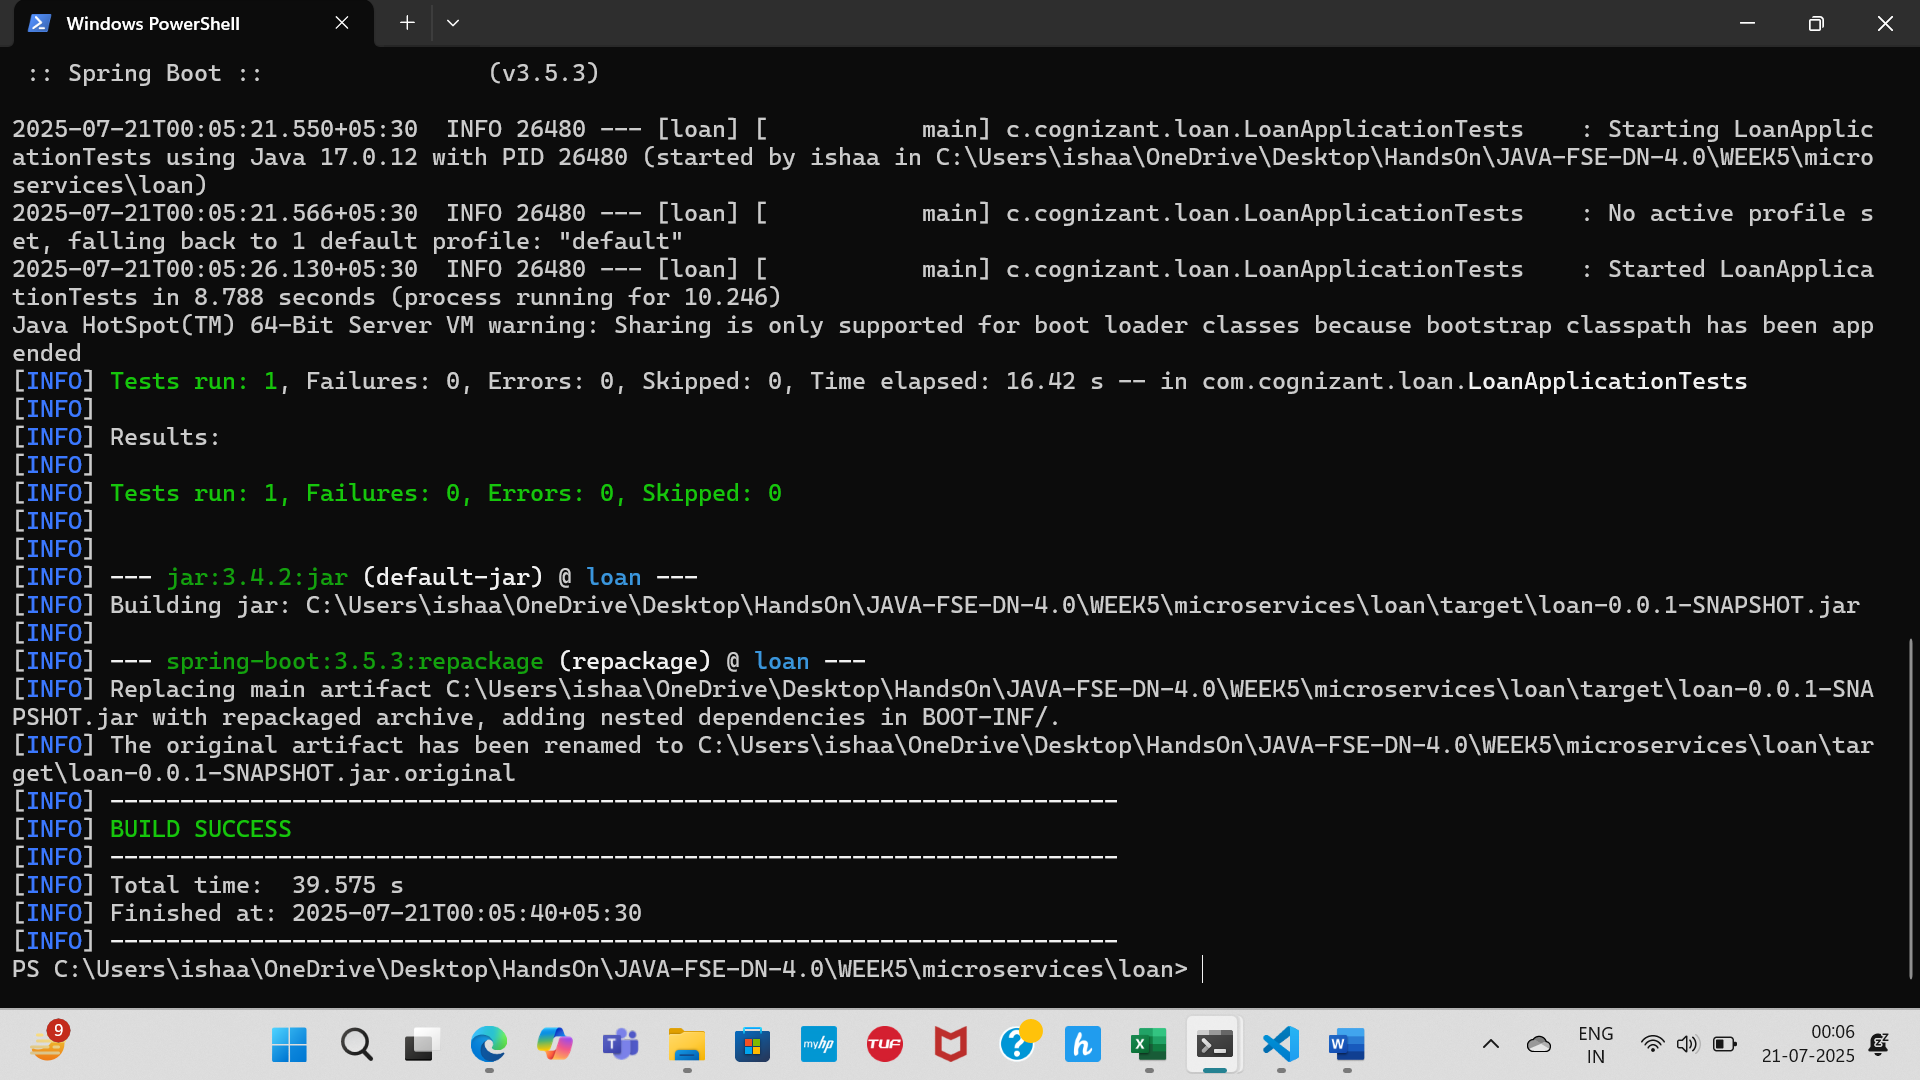 Windows PowerShell
:: Spring Boot ::                (v3.5.3)
2025-07-21T00:05:21.550+05:30  INFO 26480 --- [loan] [           main] c.cognizant.loan.LoanApplicationTests    : Starting LoanApplic
ationTests using Java 17.0.12 with PID 26480 (started by ishaa in C:\Users\ishaa\OneDrive\Desktop\HandsOn\JAVA-FSE-DN-4.0\WEEK5\micro
services\loan)
2025-07-21T00:05:21.566+05:30  INFO 26480 --- [loan] [           main] c.cognizant.loan.LoanApplicationTests    : No active profile s
et, falling back to 1 default profile: "default"
2025-07-21T00:05:26.130+05:30  INFO 26480 --- [loan] [           main] c.cognizant.loan.LoanApplicationTests    : Started LoanApplica
tionTests in 8.788 seconds (process running for 10.246)
Java HotSpot(TM) 64-Bit Server VM warning: Sharing is only supported for boot loader classes because bootstrap classpath has been app
ended
[INFO] Tests run: 1, Failures: 0, Errors: 0, Skipped: 0, Time elapsed: 16.42 s -- in com.cognizant.loan.LoanApplicationTests
[INFO]
[INFO] Results:
[INFO]
[INFO] Tests run: 1, Failures: 0, Errors: 0, Skipped: 0
[INFO]
[INFO]
[INFO] --- jar:3.4.2:jar (default-jar) @ loan ---
[INFO] Building jar: C:\Users\ishaa\OneDrive\Desktop\HandsOn\JAVA-FSE-DN-4.0\WEEK5\microservices\loan\target\loan-0.0.1-SNAPSHOT.jar
[INFO]
[INFO] --- spring-boot:3.5.3:repackage (repackage) @ loan ---
[INFO] Replacing main artifact C:\Users\ishaa\OneDrive\Desktop\HandsOn\JAVA-FSE-DN-4.0\WEEK5\microservices\loan\target\loan-0.0.1-SNA
PSHOT.jar with repackaged archive, adding nested dependencies in BOOT-INF/.
[INFO] The original artifact has been renamed to C:\Users\ishaa\OneDrive\Desktop\HandsOn\JAVA-FSE-DN-4.0\WEEK5\microservices\loan\tar
get\loan-0.0.1-SNAPSHOT.jar.original
[INFO] ------------------------------------------------------------------------
[INFO] BUILD SUCCESS
[INFO] ------------------------------------------------------------------------
[INFO] Total time:  39.575 s
[INFO] Finished at: 2025-07-21T00:05:40+05:30
[INFO] ------------------------------------------------------------------------
PS C:\Users\ishaa\OneDrive\Desktop\HandsOn\JAVA-FSE-DN-4.0\WEEK5\microservices\loan>
9
T
myhp
TUF
?
h
X
W
ENG
IN
00:06
21-07-2025